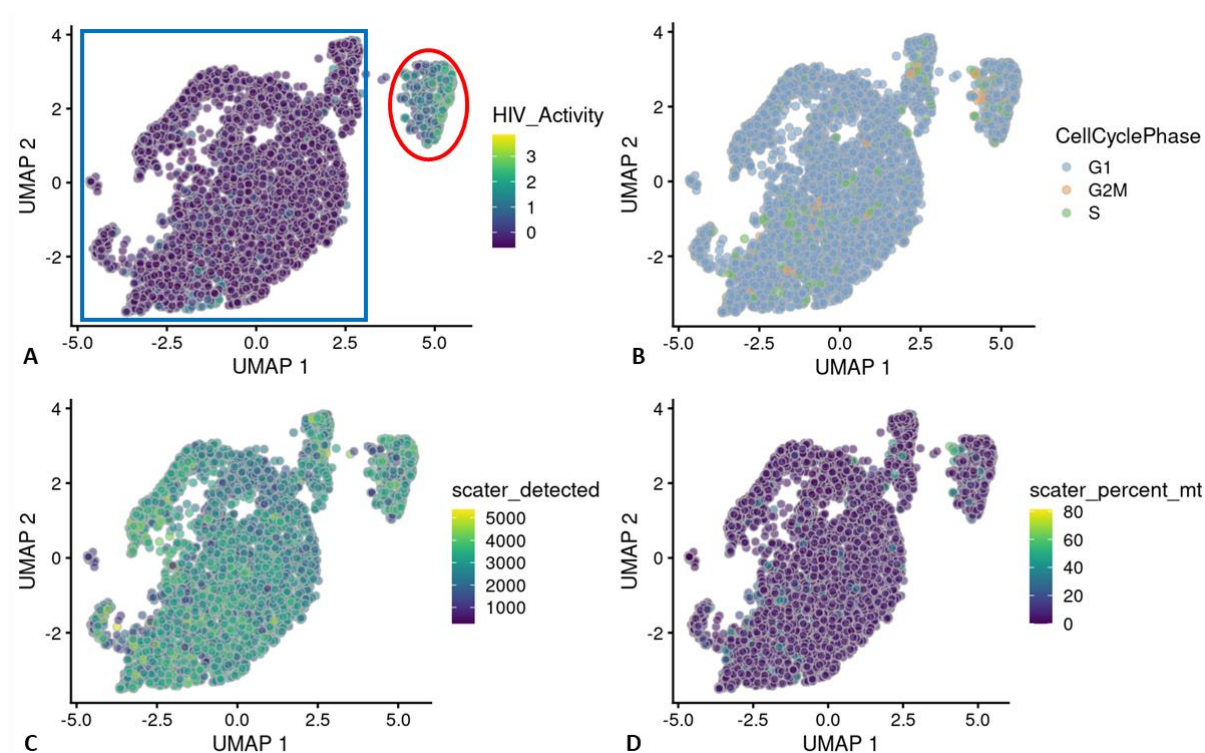 4
2
0
-2
UMAP 2
-5.0 -2.5 0.0 2.5 5.0
UMAP 1
HIV_Activity
3
2
1
0
A
4
2
0
-2
UMAP 2
-5.0 -2.5 0.0 2.5 5.0
UMAP 1
CellCyclePhase
G1
G2M
S
B
4
2
0
-2
UMAP 2
-5.0 -2.5 0.0 2.5 5.0
UMAP 1
scater_detected
5000
4000
3000
2000
1000
C
4
2
0
-2
UMAP 2
-5.0 -2.5 0.0 2.5 5.0
UMAP 1
scater_percent_mt
80
60
40
20
0
D